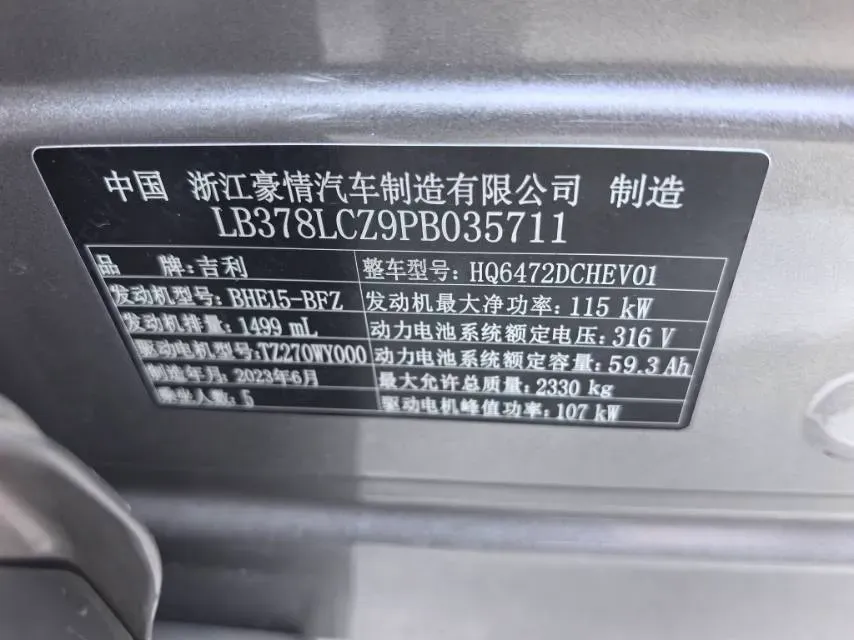 中国 浙江豪情汽车制造有限公司 制造
LB378LCZ9PB035711
品 牌:吉利 整车型号:HQ6472DCHEV01
发动机型号:BHE15-BFZ 发动机最大净功率:115 kW
发动机排量:1499 mL 动力电池系统额定电压:316 V
驱动电机型号:TZ270WY000 动力电池系统额定容量:59.3 Ah
制造年月:2023年6月 最大允许总质量:2330 kg
乘坐人数:5 驱动电机峰值功率:107 kW